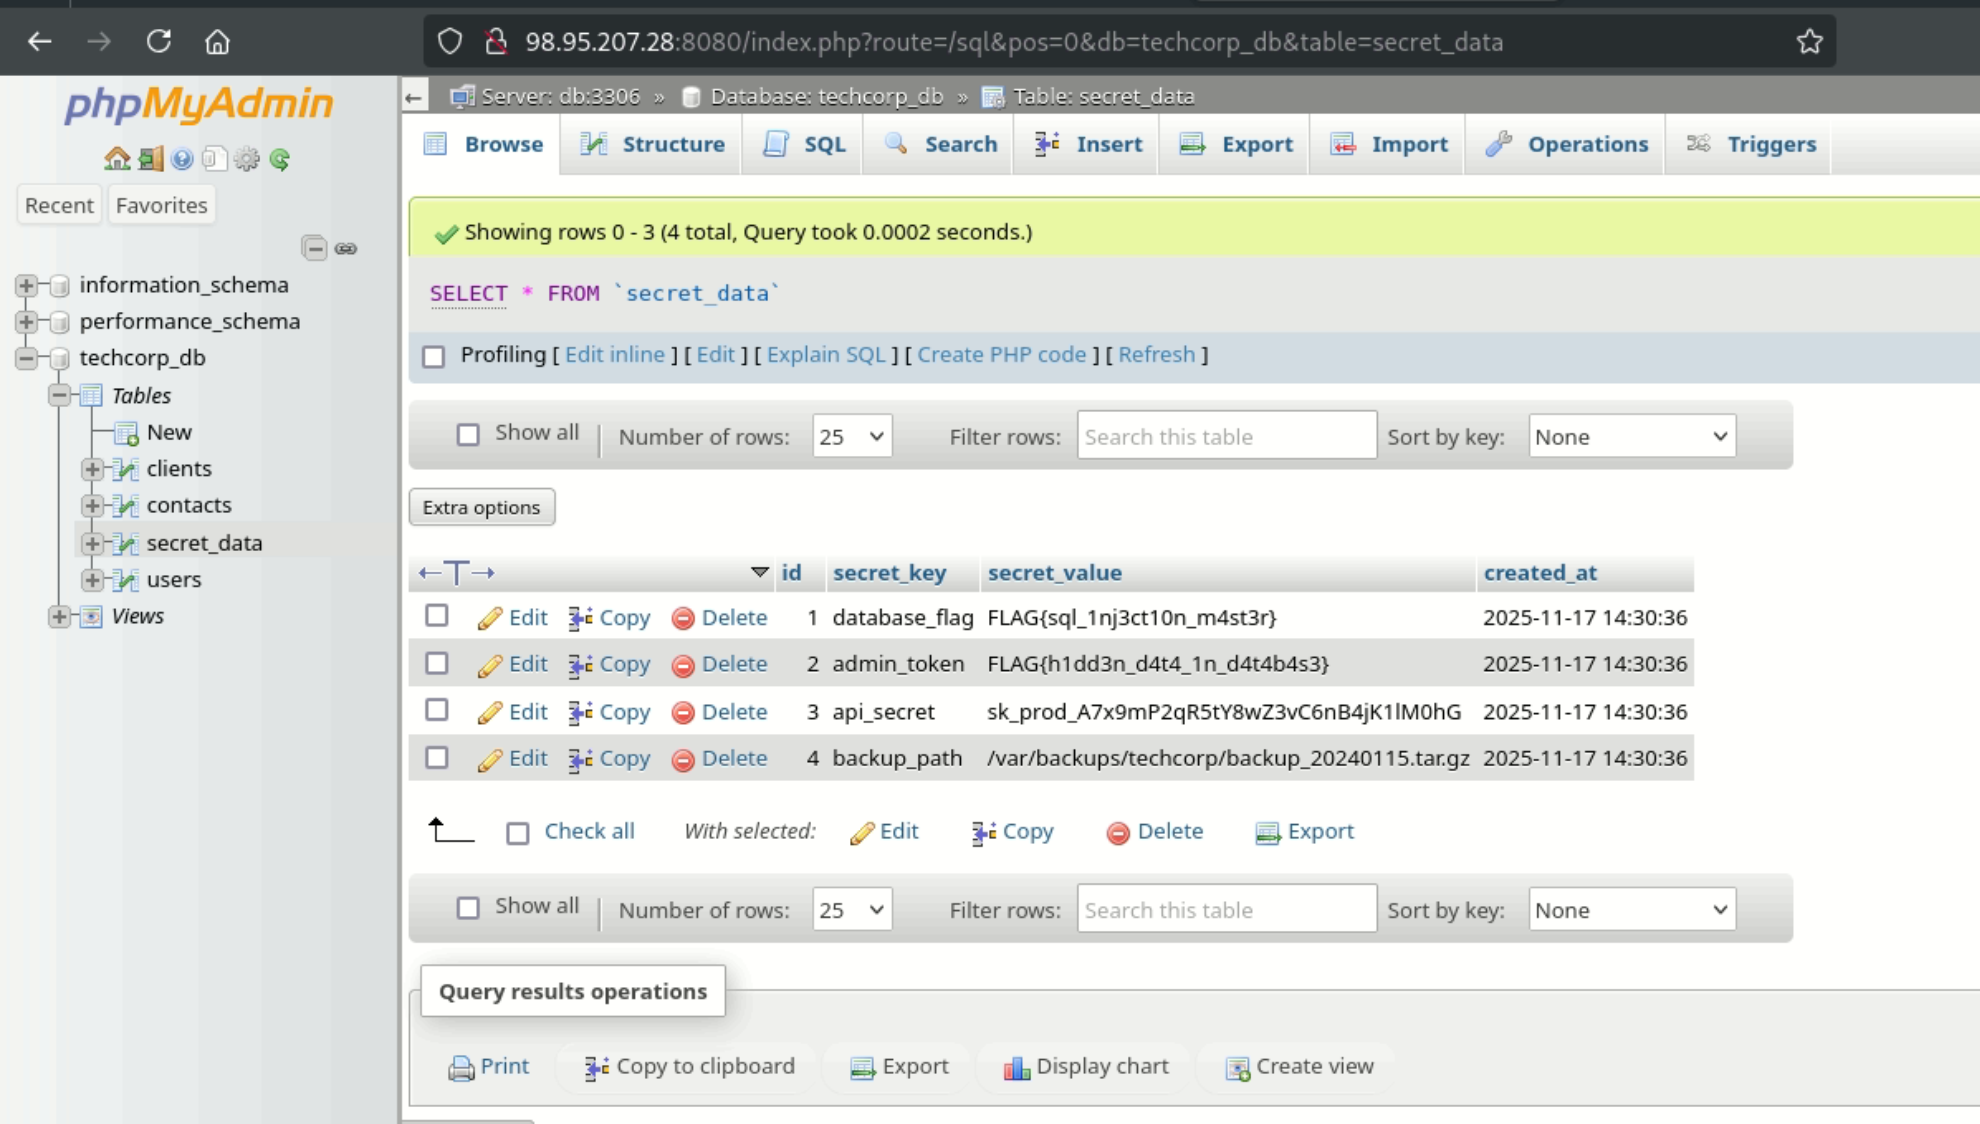 98.95.207.28:8080/index.php?route=/sql&pos=0&db=techcorp_db&table=secret_data
phpMyAdmin
Recent Favorites
information_schema
performance_schema
techcorp_db
Tables
New
clients
contacts
secret_data
users
Views
Server: db:3306 » Database: techcorp_db » Table: secret_data
Browse Structure SQL Search Insert Export Import Operations Triggers
Showing rows 0 - 3 (4 total, Query took 0.0002 seconds.)
SELECT * FROM `secret_data`
Profiling [ Edit inline ] [ Edit ] [ Explain SQL ] [ Create PHP code ] [ Refresh ]
Show all Number of rows: 25 Filter rows: Search this table Sort by key: None
Extra options
←T→ id secret_key secret_value created_at
Edit Copy Delete 1 database_flag FLAG{sql_1nj3ct10n_m4st3r} 2025-11-17 14:30:36
Edit Copy Delete 2 admin_token FLAG{h1dd3n_d4t4_1n_d4t4b4s3} 2025-11-17 14:30:36
Edit Copy Delete 3 api_secret sk_prod_A7x9mP2qR5tY8wZ3vC6nB4jK1lM0hG 2025-11-17 14:30:36
Edit Copy Delete 4 backup_path /var/backups/techcorp/backup_20240115.tar.gz 2025-11-17 14:30:36
Check all With selected: Edit Copy Delete Export
Show all Number of rows: 25 Filter rows: Search this table Sort by key: None
Query results operations
Print Copy to clipboard Export Display chart Create view